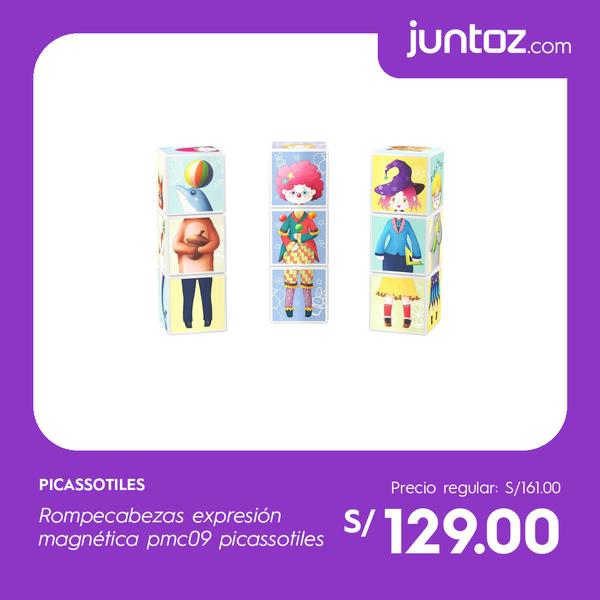 juntoz.com
PICASSOTILES
Rompecabezas expresión
magnética pmc09 picassotiles
Precio regular: S/161.00
S/129.00